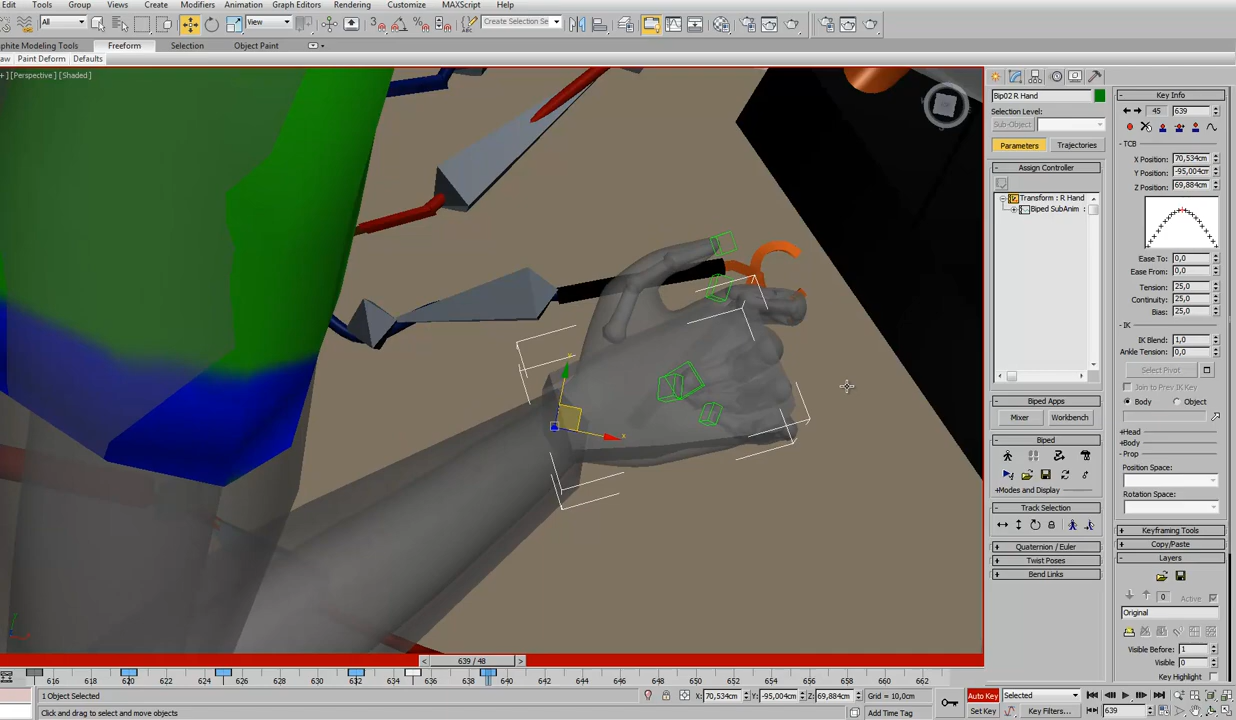 Edit Tools Group Views Create Modifiers Animation Graph Editors Rendering Customize MAXScript Help
All View Create Selection Se
phite Modeling Tools Freeform Selection Object Paint
aw Paint Deform Defaults
+ ] [Perspective ] [Shaded ]
Bip02 R Hand
Selection Level:
Sub-Object
Parameters Trajectories
Assign Controller
Transform : R Hand
Biped SubAnim
Biped Apps
Mixer Workbench
Biped
+Modes and Display
Track Selection
Quaternion / Euler
Twist Poses
Bend Links
Key Info
45 639
TCB
X Position: 70,534cm
Y Position: -95,004cm
Z Position: 69,884cm
Ease To: 0,0
Ease From: 0,0
Tension: 25,0
Continuity: 25,0
Bias: 25,0
IK
IK Blend: 1,0
Ankle Tension: 0,0
Select Pivot
Join to Prev IK Key
Body Object
+Head
+Body
- Prop
Position Space:
Rotation Space:
Keyframing Tools
Copy/Paste
Layers
0 Active
Original
Visible Before: 1
Visible 0
Key Highlight
639 / 48
616 618 620 622 624 626 628 630 632 634 636 638 640 642 644 646 648 650 652 654 656 658 660 662
1 Object Selected X: 70,534cm Y: -95,004cm Z: 69,884cm Grid = 10,0cm Auto Key Selected
Click and drag to select and move objects Add Time Tag Set Key Key Filters... 639